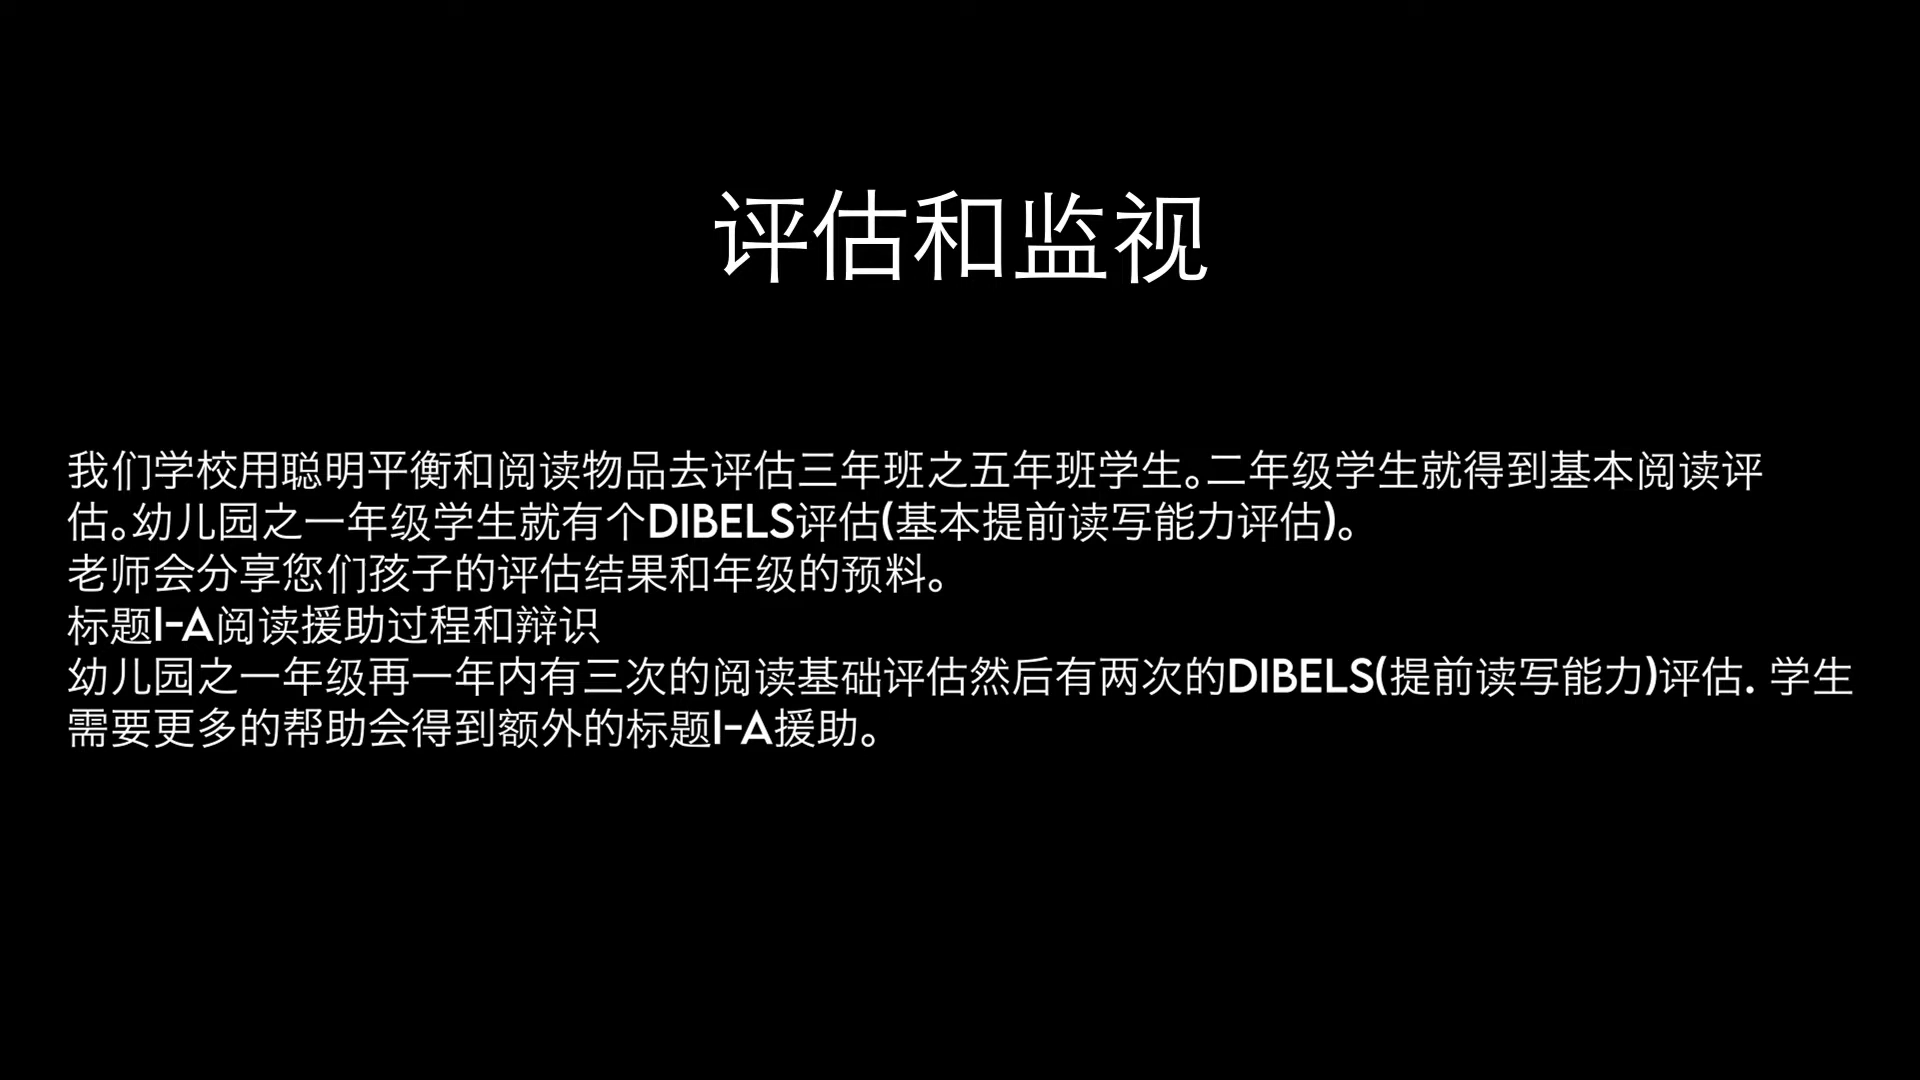 评估和监视
我们学校用聪明平衡和阅读物品去评估三年班之五年班学生。二年级学生就得到基本阅读评
估。幼儿园之一年级学生就有个DIBELS评估(基本提前读写能力评估)。
老师会分享您们孩子的评估结果和年级的预料。
标题I-A阅读援助过程和辩识
幼儿园之一年级再一年内有三次的阅读基础评估然后有两次的DIBELS(提前读写能力)评估. 学生
需要更多的帮助会得到额外的标题I-A援助。